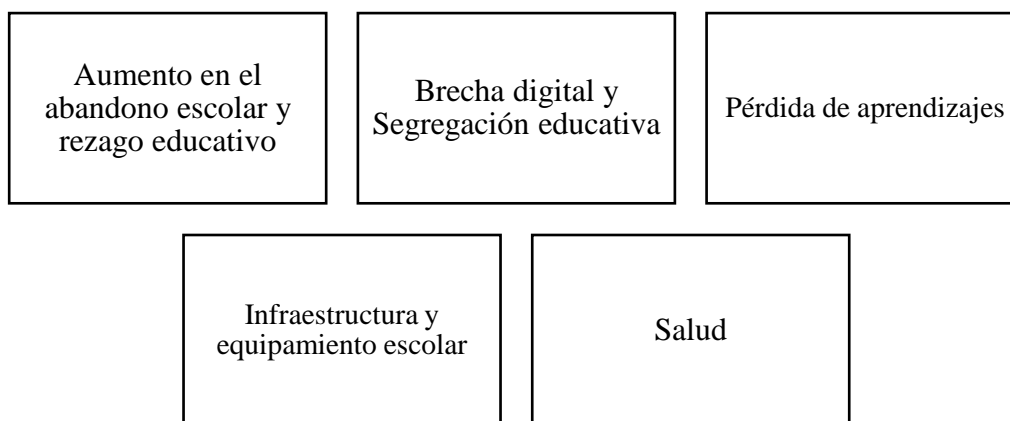 Aumento en el
abandono escolar y
rezago educativo
Brecha digital y
Segregación educativa
Pérdida de aprendizajes
Infraestructura y
equipamiento escolar
Salud